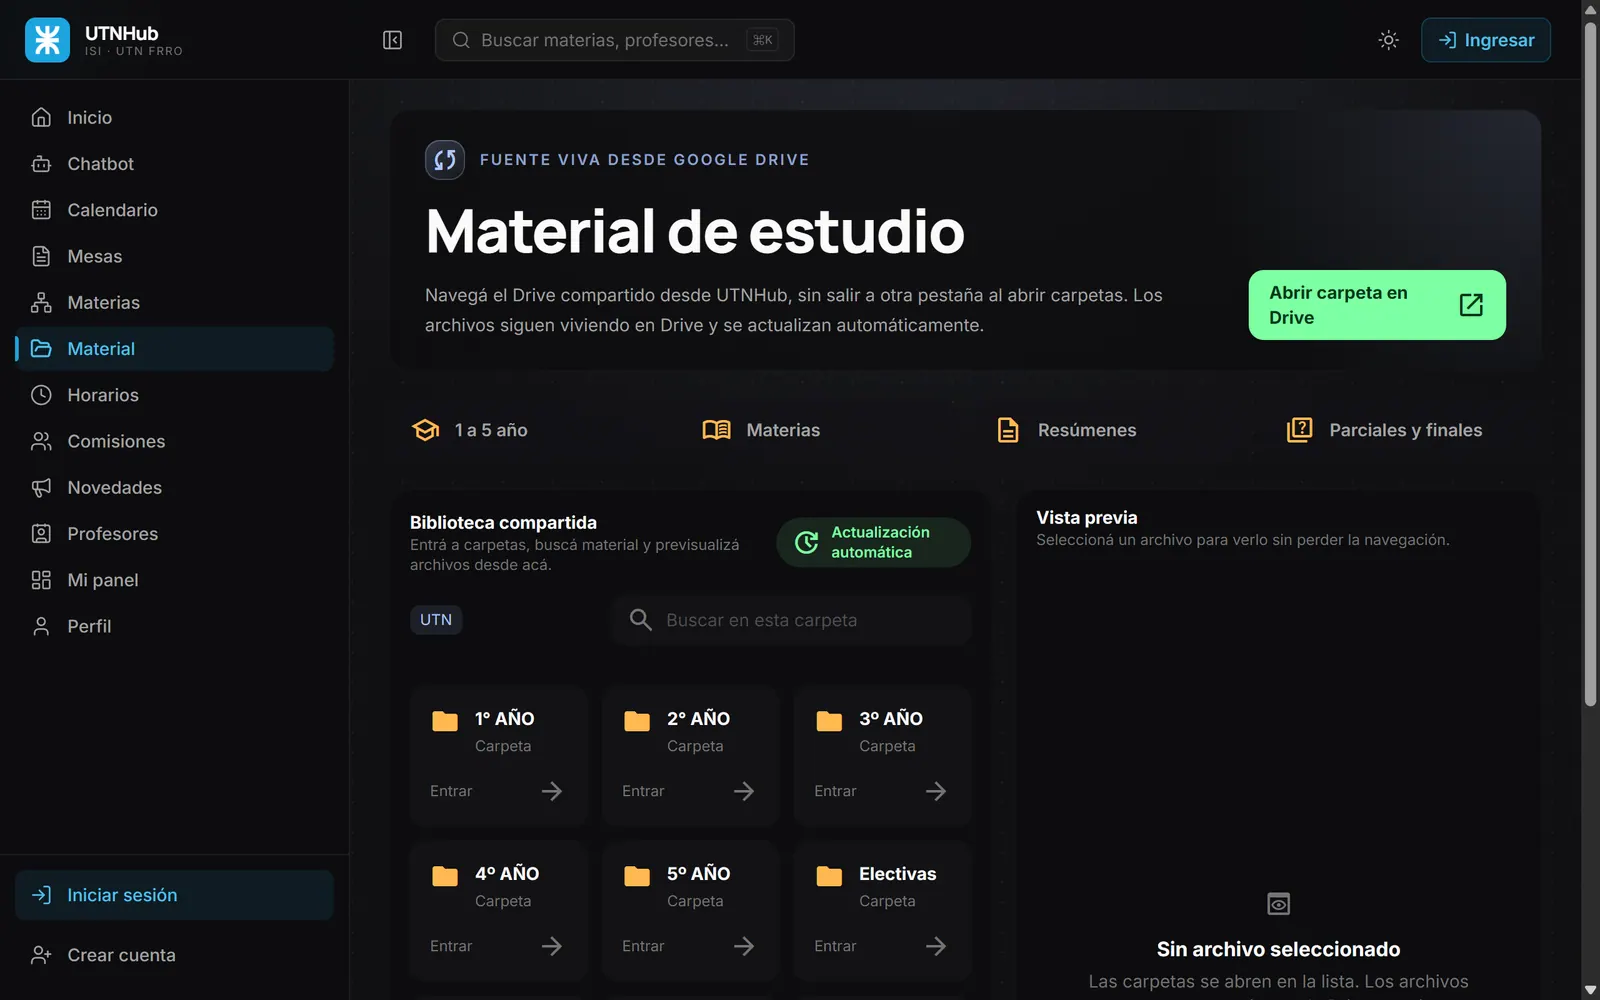 UTNHub
ISI · UTN FRRO
Buscar materias, profesores...
⌘K
Ingresar
Inicio
Chatbot
Calendario
Mesas
Materias
Material
Horarios
Comisiones
Novedades
Profesores
Mi panel
Perfil
Iniciar sesión
Crear cuenta
FUENTE VIVA DESDE GOOGLE DRIVE
Material de estudio
Navegá el Drive compartido desde UTNHub, sin salir a otra pestaña al abrir carpetas. Los
archivos siguen viviendo en Drive y se actualizan automáticamente.
Abrir carpeta en
Drive
1 a 5 año
Materias
Resúmenes
Parciales y finales
Biblioteca compartida
Entrá a carpetas, buscá material y previsualizá
archivos desde acá.
Actualización
automática
UTN
Buscar en esta carpeta
1° AÑO
Carpeta
Entrar
2° AÑO
Carpeta
Entrar
3º AÑO
Carpeta
Entrar
4º AÑO
Carpeta
Entrar
5º AÑO
Carpeta
Entrar
Electivas
Carpeta
Entrar
Vista previa
Seleccioná un archivo para verlo sin perder la navegación.
Sin archivo seleccionado
Las carpetas se abren en la lista. Los archivos